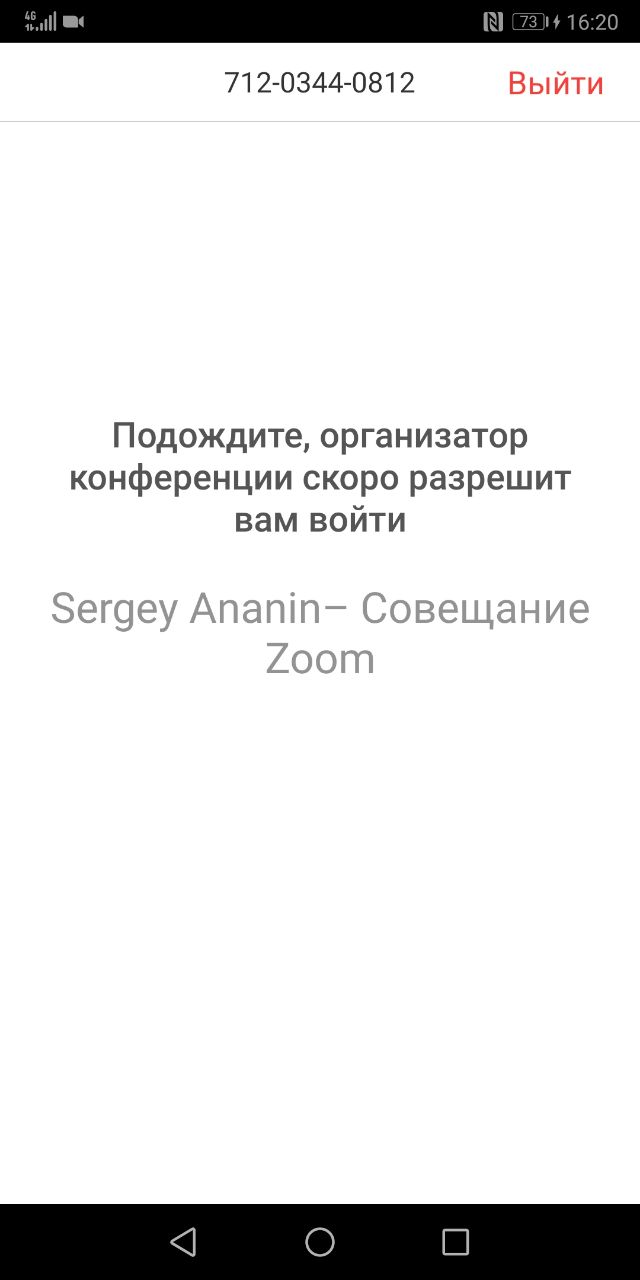 4G
73
16:20
712-0344-0812
Выйти
Подождите, организатор
конференции скоро разрешит
вам войти
Sergey Ananin– Совещание
Zoom